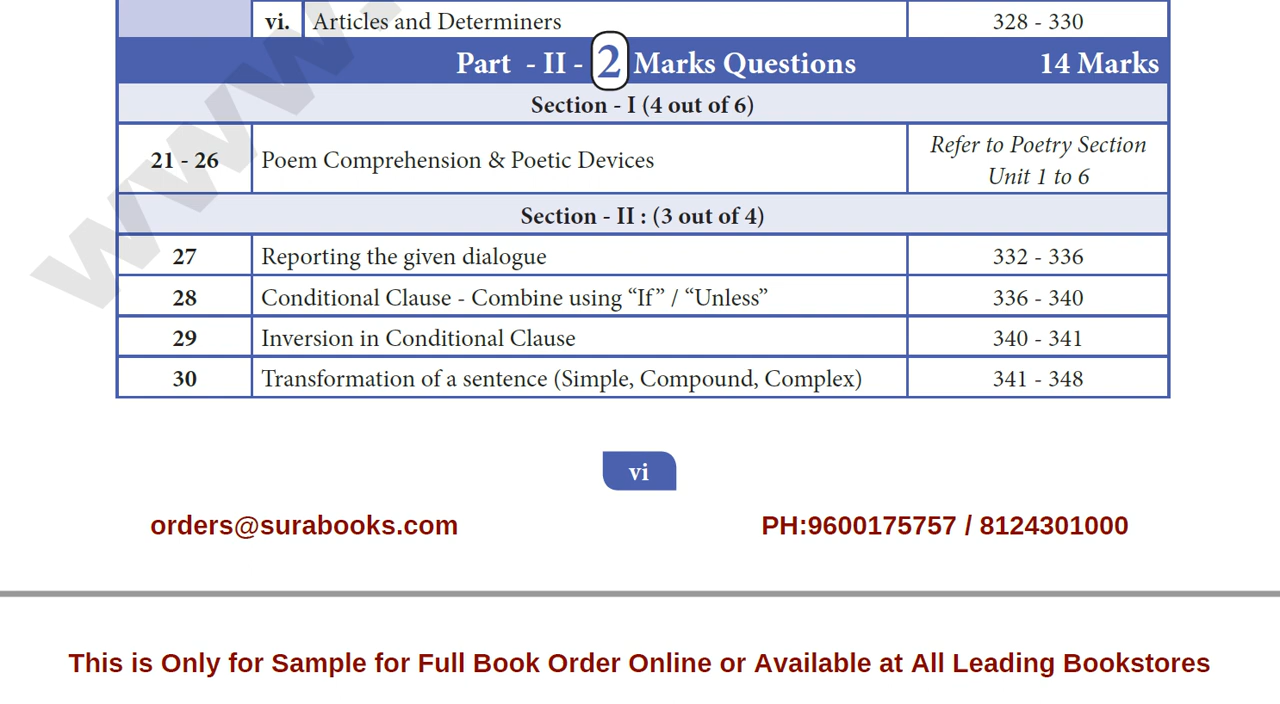 vi. Articles and Determiners 328 - 330
Part - II - 2 Marks Questions 14 Marks
Section - I (4 out of 6)
21 - 26 Poem Comprehension & Poetic Devices Refer to Poetry Section
Unit 1 to 6
Section - II : (3 out of 4)
27 Reporting the given dialogue 332 - 336
28 Conditional Clause - Combine using “If” / “Unless” 336 - 340
29 Inversion in Conditional Clause 340 - 341
30 Transformation of a sentence (Simple, Compound, Complex) 341 - 348
vi
orders@surabooks.com PH:9600175757 / 8124301000
This is Only for Sample for Full Book Order Online or Available at All Leading Bookstores
www.